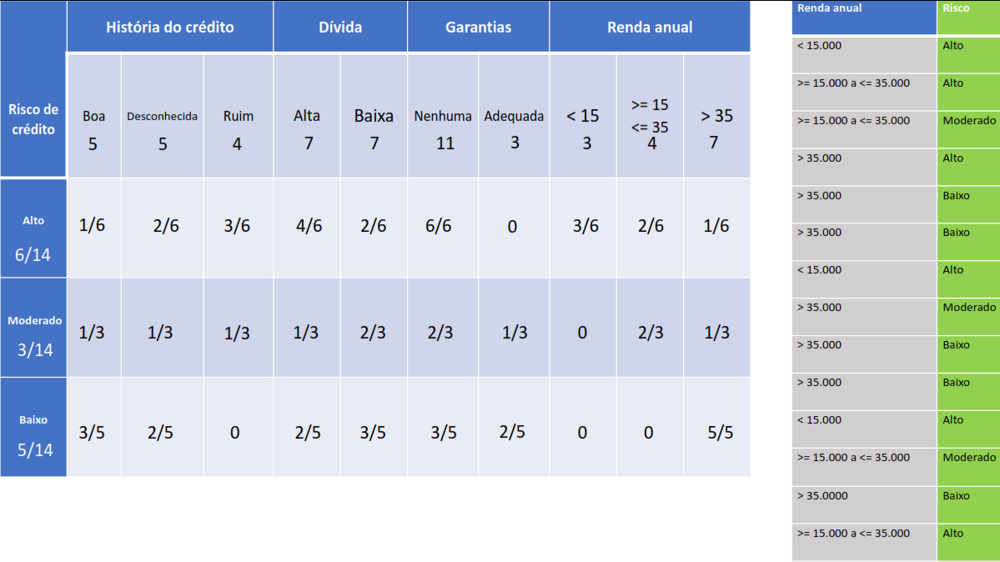 História do crédito Dívida Garantias Renda anual
Risco de
crédito
Boa Desconhecida Ruim Alta Baixa Nenhuma Adequada < 15 >= 15
<= 35 > 35
5 5 4 7 7 11 3 3 4 7
Alto
6/14
1/6 2/6 3/6 4/6 2/6 6/6 0 3/6 2/6 1/6
Moderado
3/14
1/3 1/3 1/3 1/3 2/3 2/3 1/3 0 2/3 1/3
Baixo
5/14
3/5 2/5 0 2/5 3/5 3/5 2/5 0 0 5/5
Renda anual Risco
< 15.000 Alto
>= 15.000 a <= 35.000 Alto
>= 15.000 a <= 35.000 Moderado
> 35.000 Alto
> 35.000 Baixo
> 35.000 Baixo
< 15.000 Alto
> 35.000 Moderado
> 35.000 Baixo
> 35.000 Baixo
< 15.000 Alto
>= 15.000 a <= 35.000 Moderado
> 35.0000 Baixo
>= 15.000 a <= 35.000 Alto